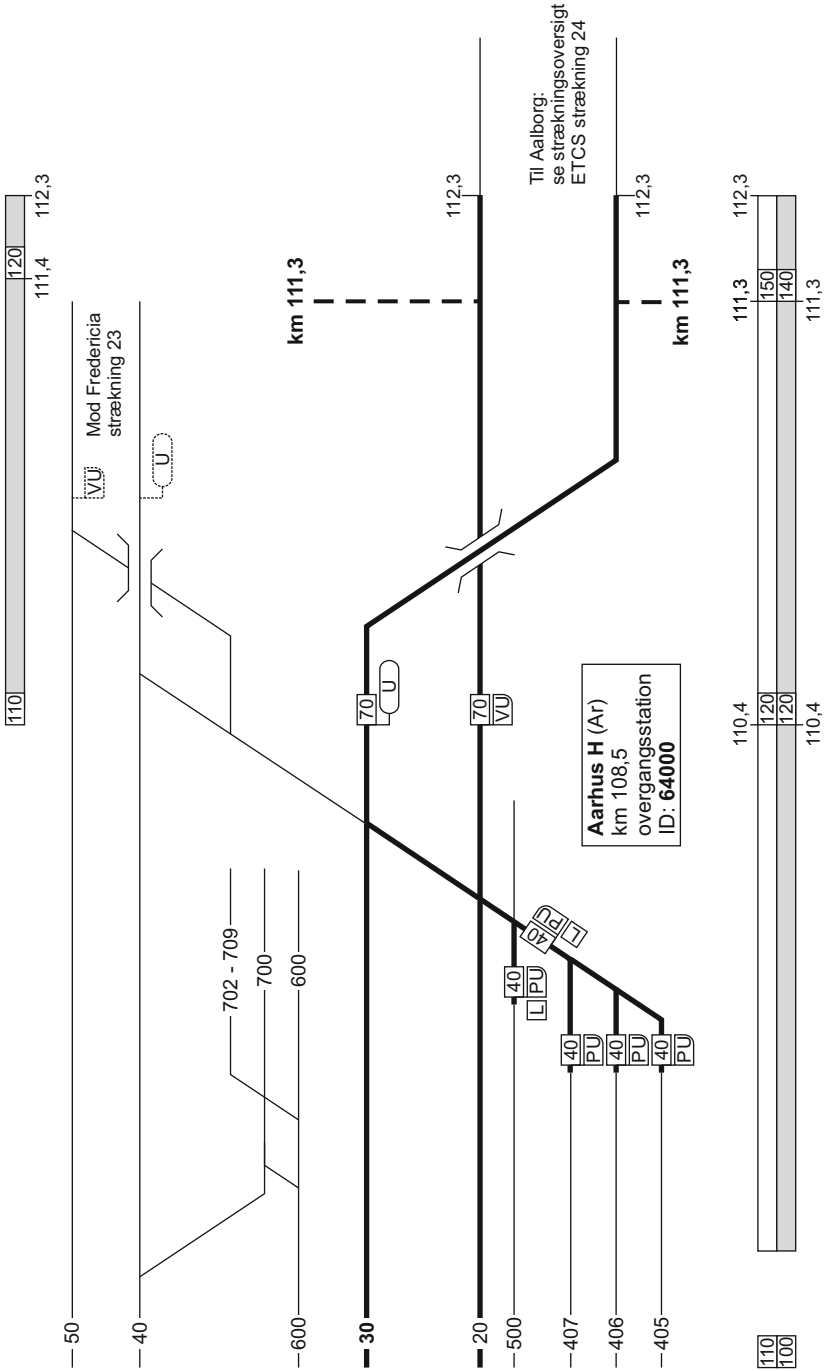 110
120
111,4
112,3
50
40
Mod Fredericia
strækning 23
VU
U
702 - 709
700
600
600
km 111,3
30
70
U
20
70
VU
112,3
Til Aalborg:
se strækningsoversigt
ETCS strækning 24
500
40
L
PU
40
PU
L
407
40
PU
406
40
PU
405
40
PU
Aarhus H (Ar)
km 108,5
overgangsstation
ID: 64000
112,3
km 111,3
110,4
111,3
112,3
110
120
150
100
120
140
110,4
111,3